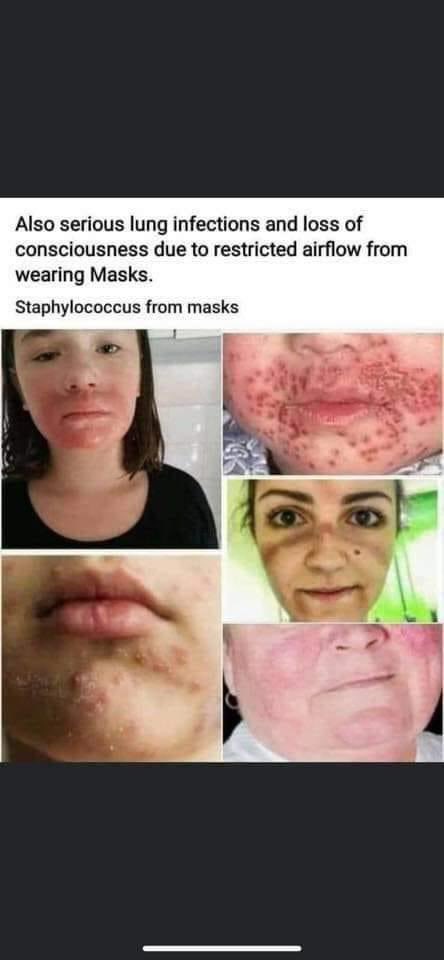 Also serious lung infections and loss of
consciousness due to restricted airflow from
wearing Masks.
Staphylococcus from masks